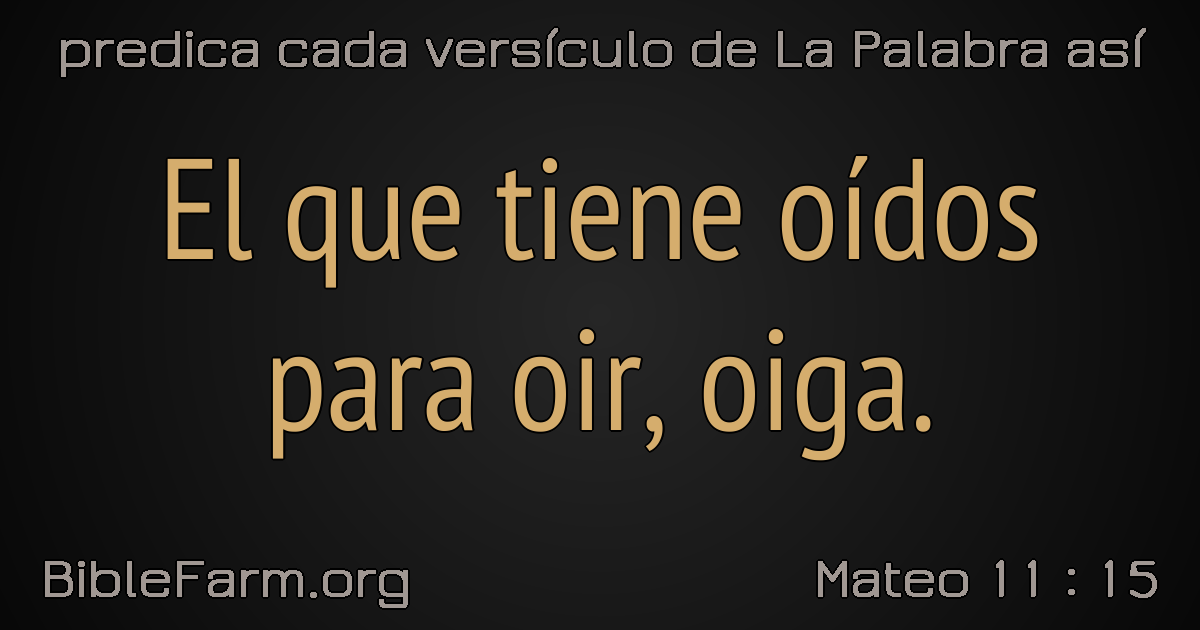 predica cada versículo de La Palabra así
El que tiene oídos
para oir, oiga.
BibleFarm.org
Mateo 11 : 15